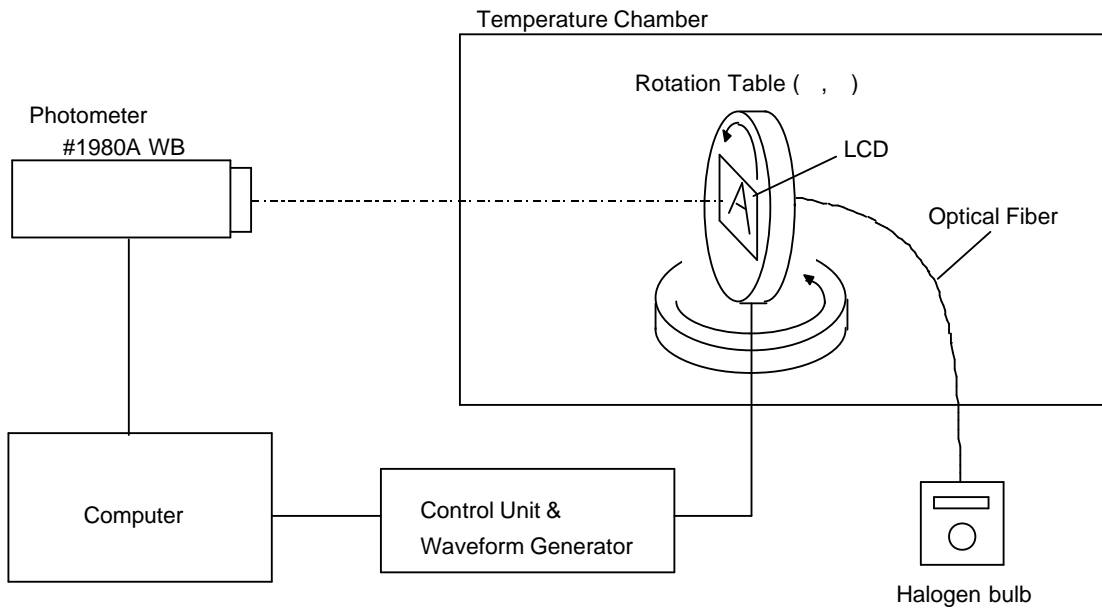 Temperature Chamber
Rotation Table ( , )
Photometer
#1980A WB
LCD
A
Optical Fiber
Computer
Control Unit &
Waveform Generator
Halogen bulb